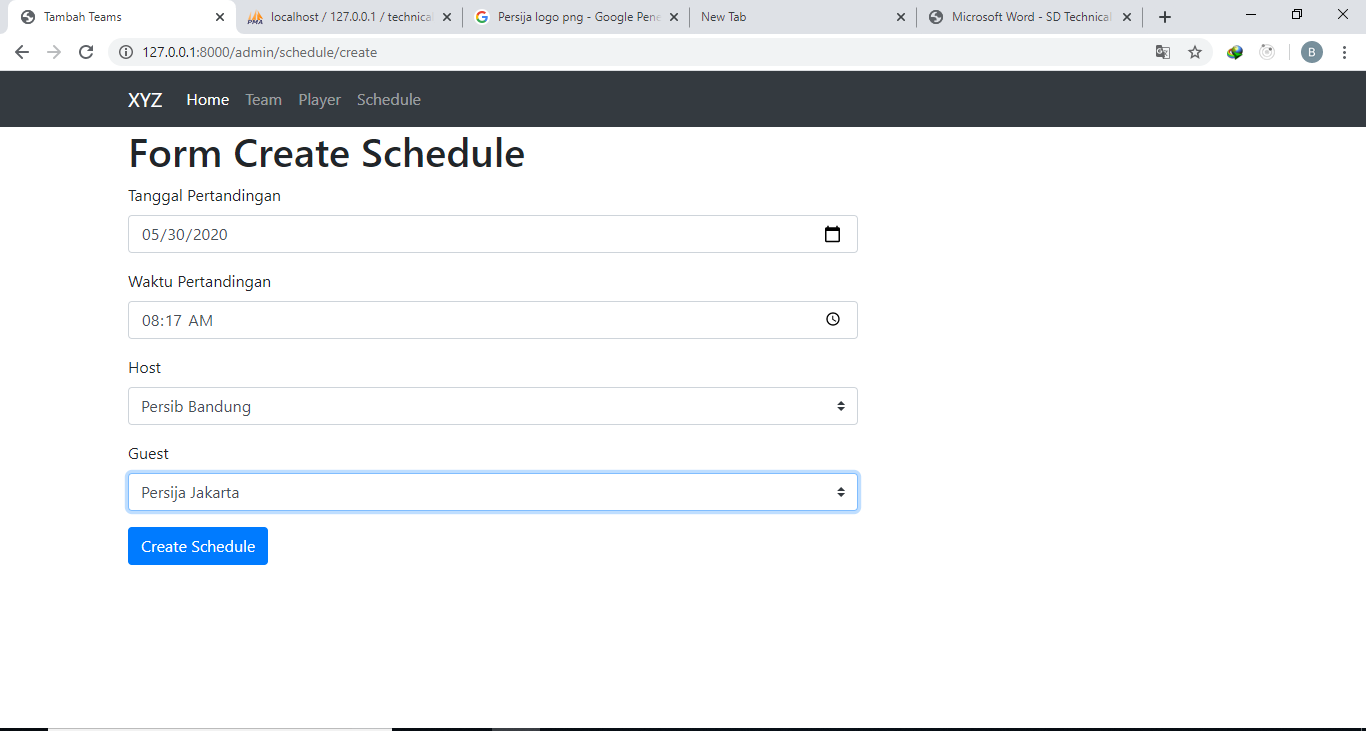 Tambah Teams
localhost / 127.0.0.1 / technical
Persija logo png - Google Pene
New Tab
Microsoft Word - SD Technical
127.0.0.1:8000/admin/schedule/create
B
XYZ Home Team Player Schedule
Form Create Schedule
Tanggal Pertandingan
05/30/2020
Waktu Pertandingan
08:17 AM
Host
Persib Bandung
Guest
Persija Jakarta
Create Schedule